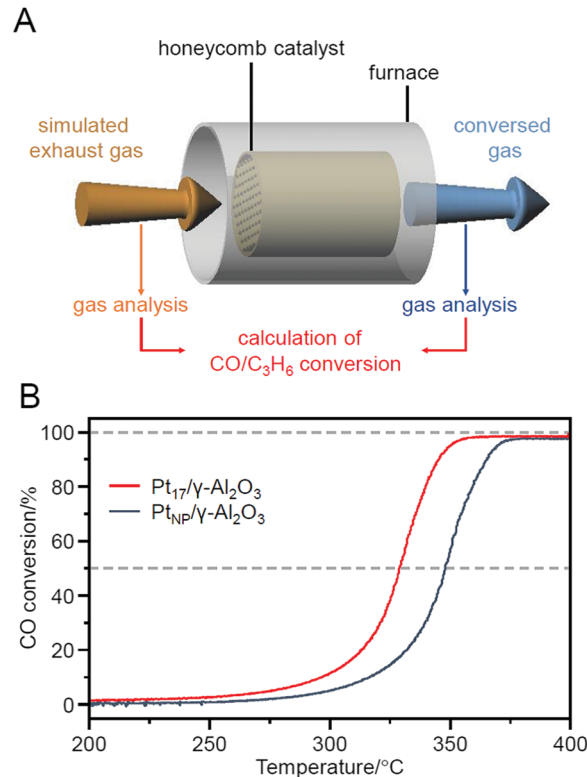 A
honeycomb catalyst
furnace
simulated
exhaust gas
conversed
gas
gas analysis
gas analysis
calculation of
CO/C₃H₆ conversion
B
100
80
60
40
20
0
CO conversion/%
Pt₁₇/γ-Al₂O₃
Pt_NP/γ-Al₂O₃
200
250
300
350
400
Temperature/°C